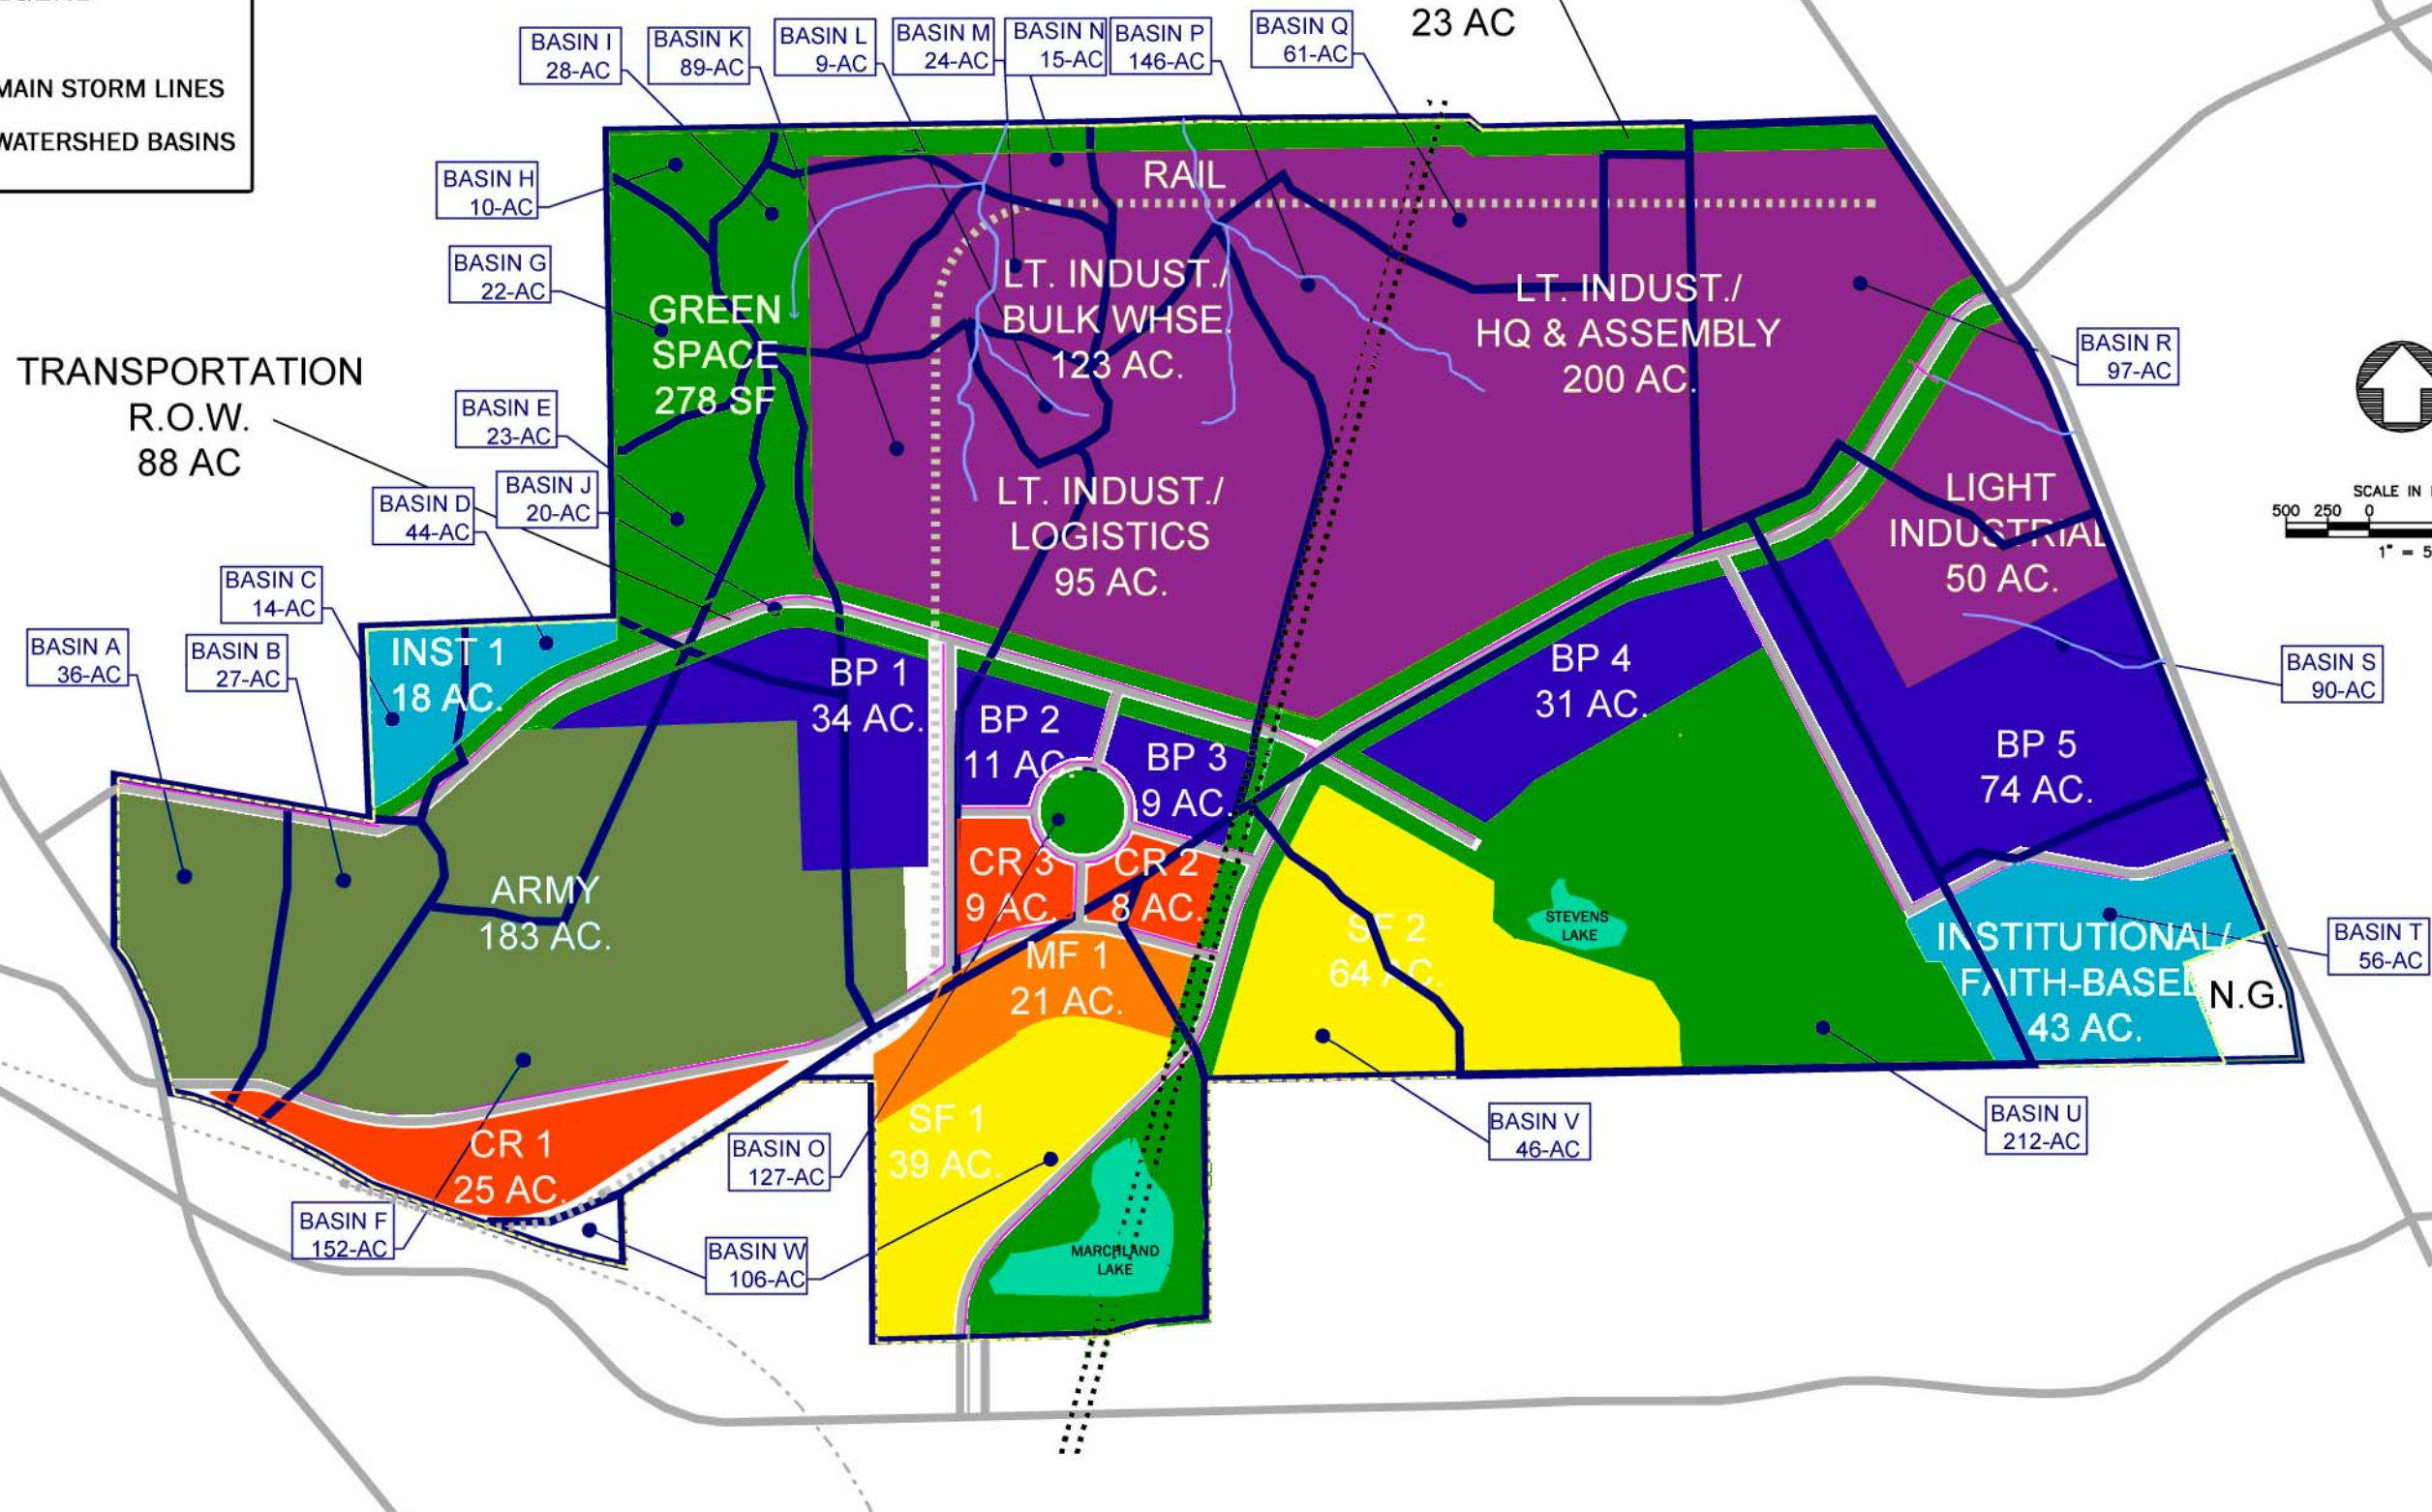 MAIN STORM LINES
WATERSHED BASINS
23 AC
BASIN I
28-AC
BASIN K
89-AC
BASIN L
9-AC
BASIN M
24-AC
BASIN N
15-AC
BASIN P
146-AC
BASIN Q
61-AC
BASIN H
10-AC
BASIN G
22-AC
BASIN E
23-AC
BASIN J
20-AC
BASIN D
44-AC
BASIN C
14-AC
BASIN A
36-AC
BASIN B
27-AC
TRANSPORTATION
R.O.W.
88 AC
RAIL
GREEN
SPACE
278 SF
LT. INDUST./
BULK WHSE.
123 AC.
LT. INDUST./
HQ & ASSEMBLY
200 AC.
LT. INDUST./
LOGISTICS
95 AC.
LIGHT
INDUSTRIAL
50 AC.
BASIN R
97-AC
SCALE IN
500 250 0
1" = 5
INST 1
18 AC.
BP 1
34 AC.
BP 2
11 AC.
BP 3
9 AC.
BP 4
31 AC.
BP 5
74 AC.
BASIN S
90-AC
ARMY
183 AC.
CR 3
9 AC.
CR 2
8 AC.
MF 1
21 AC.
SF 2
64 AC.
STEVENS
LAKE
INSTITUTIONAL/
FAITH-BASED
43 AC.
N.G.
BASIN T
56-AC
CR 1
25 AC.
SF 1
39 AC.
MARCHLAND
LAKE
BASIN O
127-AC
BASIN V
46-AC
BASIN U
212-AC
BASIN F
152-AC
BASIN W
106-AC